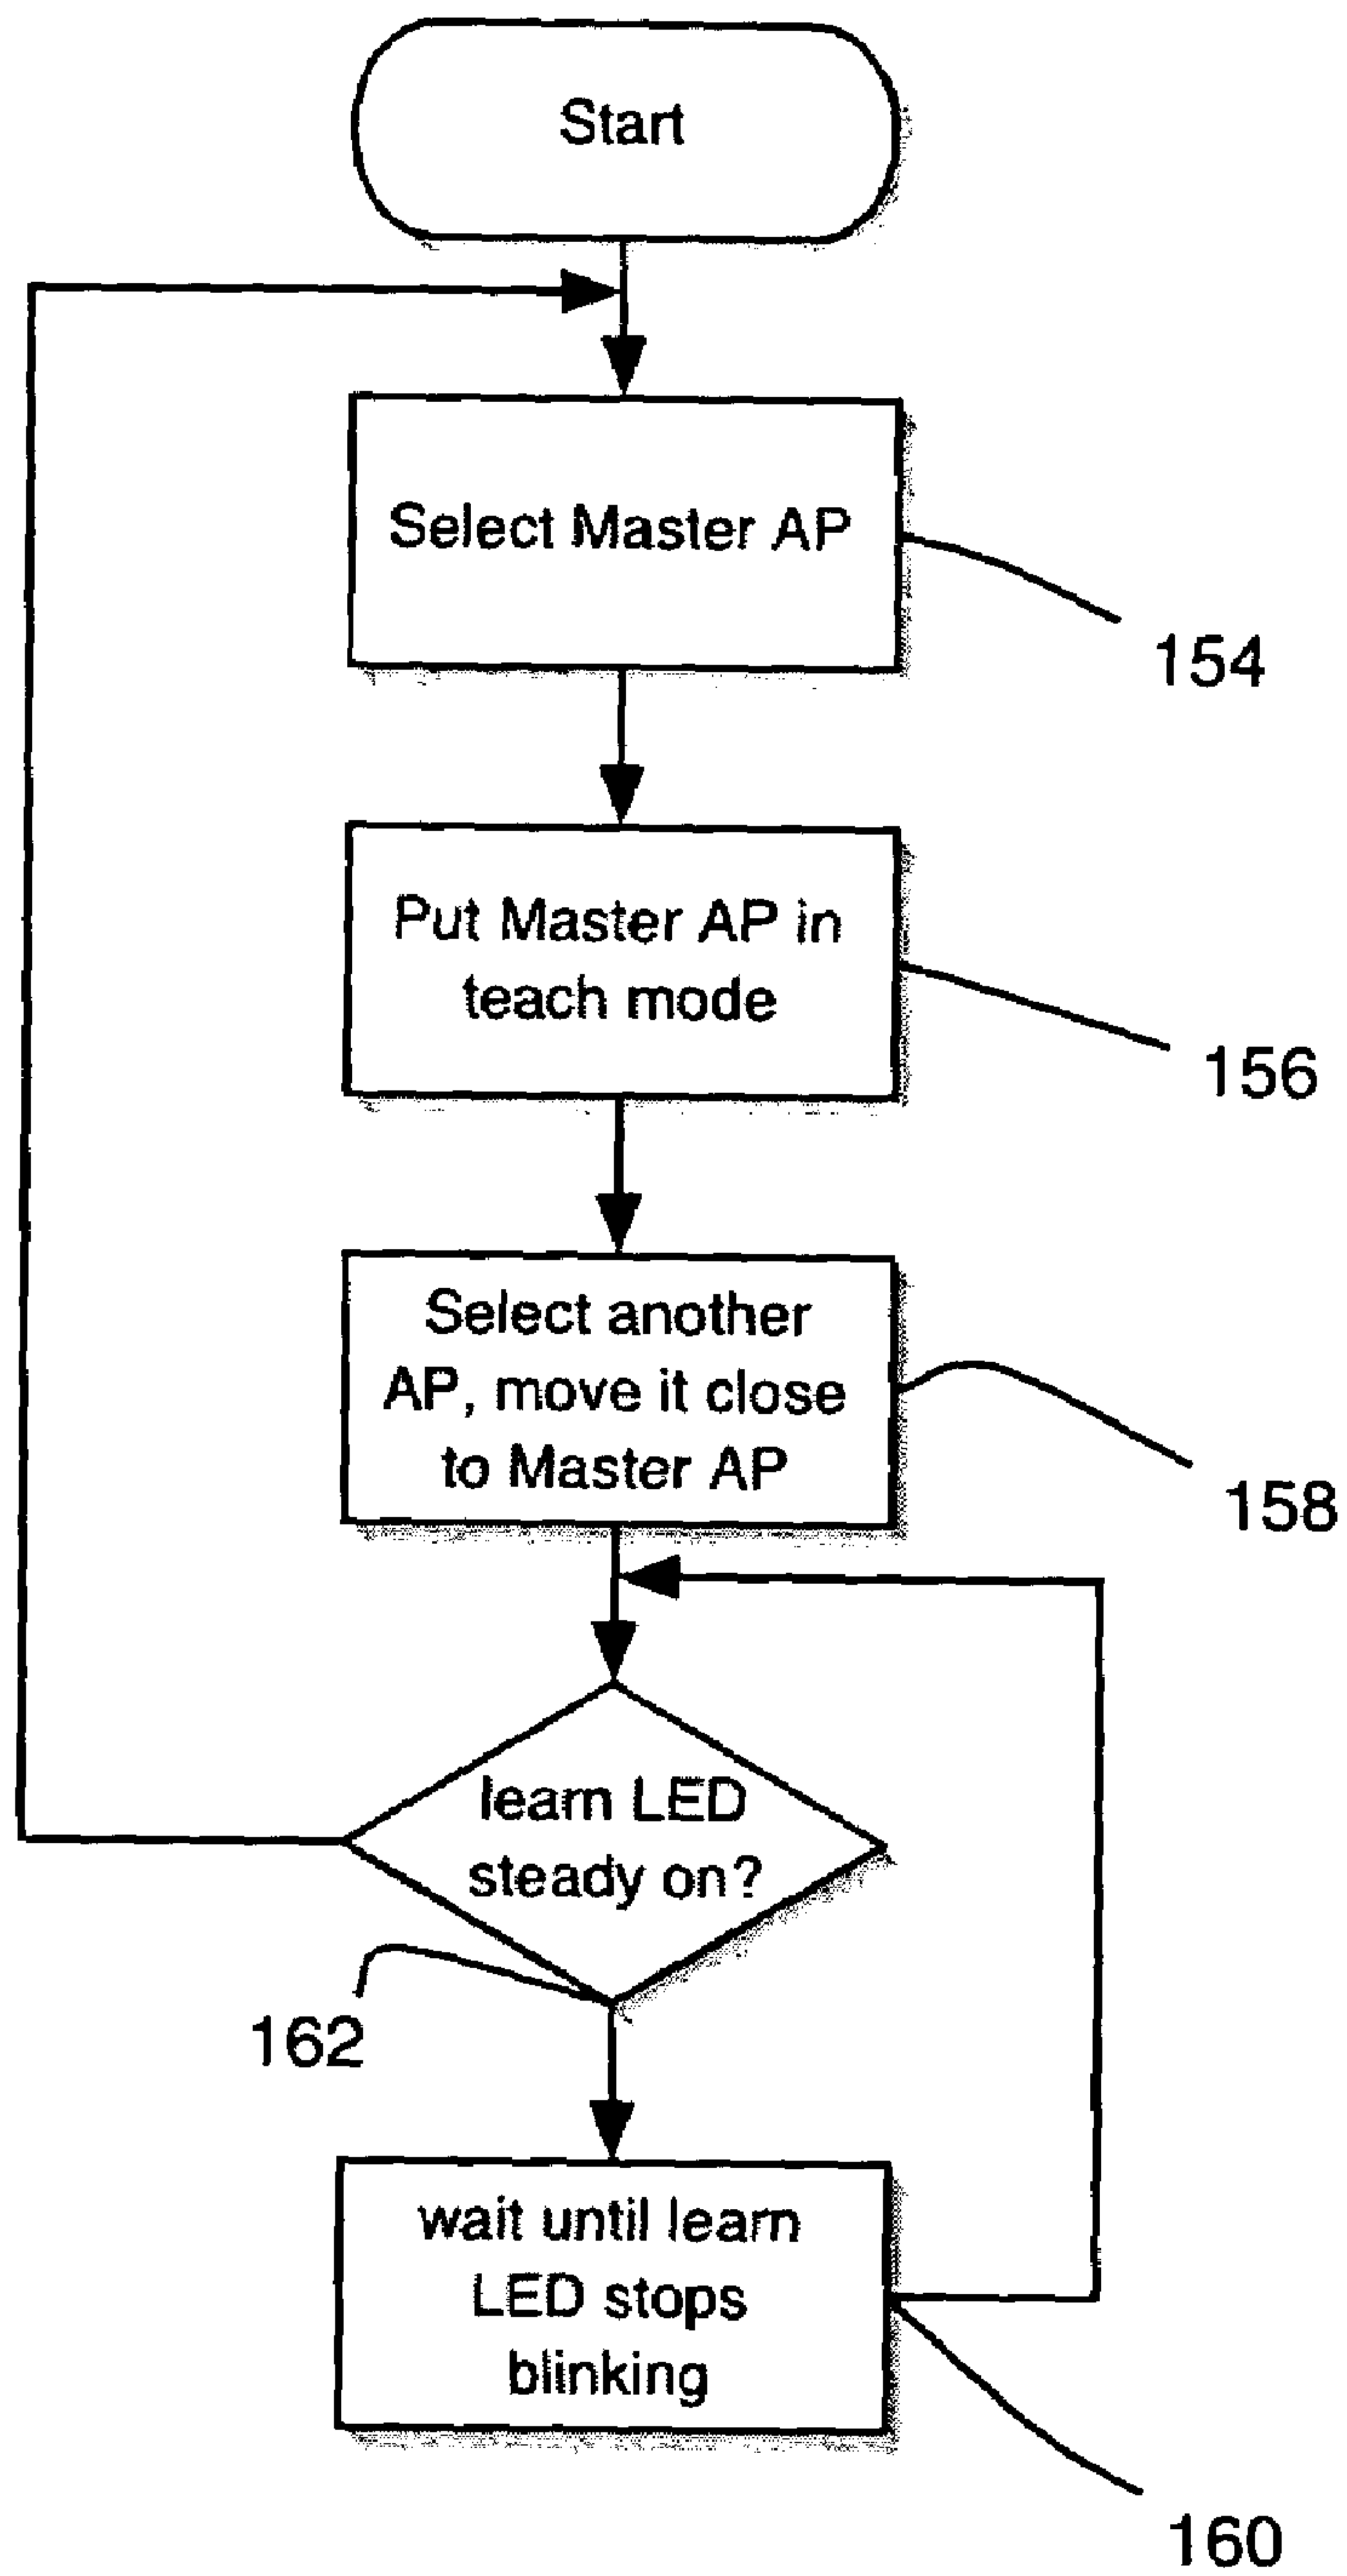 Start
Select Master AP
154
Put Master AP in
teach mode
156
Select another
AP, move it close
to Master AP
158
learn LED
steady on?
162
wait until learn
LED stops
blinking
160